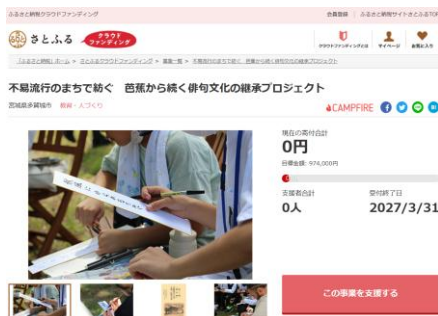 ふるさと納税クラウドファンディング
会員登録 | ふるさと納税サイトさとふるTOP
さとふる クラウドファンディング
クラウドファンディングとは マイページ お気に入り
「ふるさと納税」ホーム > さとふるクラウドファンディング > 事業一覧 > 不易流行のまちで紡ぐ 芭蕉から続く俳句文化の継承プロジェクト
不易流行のまちで紡ぐ 芭蕉から続く俳句文化の継承プロジェクト
宮城県多賀城市 教育・人づくり
CAMPFIRE
現在の寄付合計
0円
目標金額: 974,000円
支援者合計
0人
受付終了日
2027/3/31
この事業を支援する